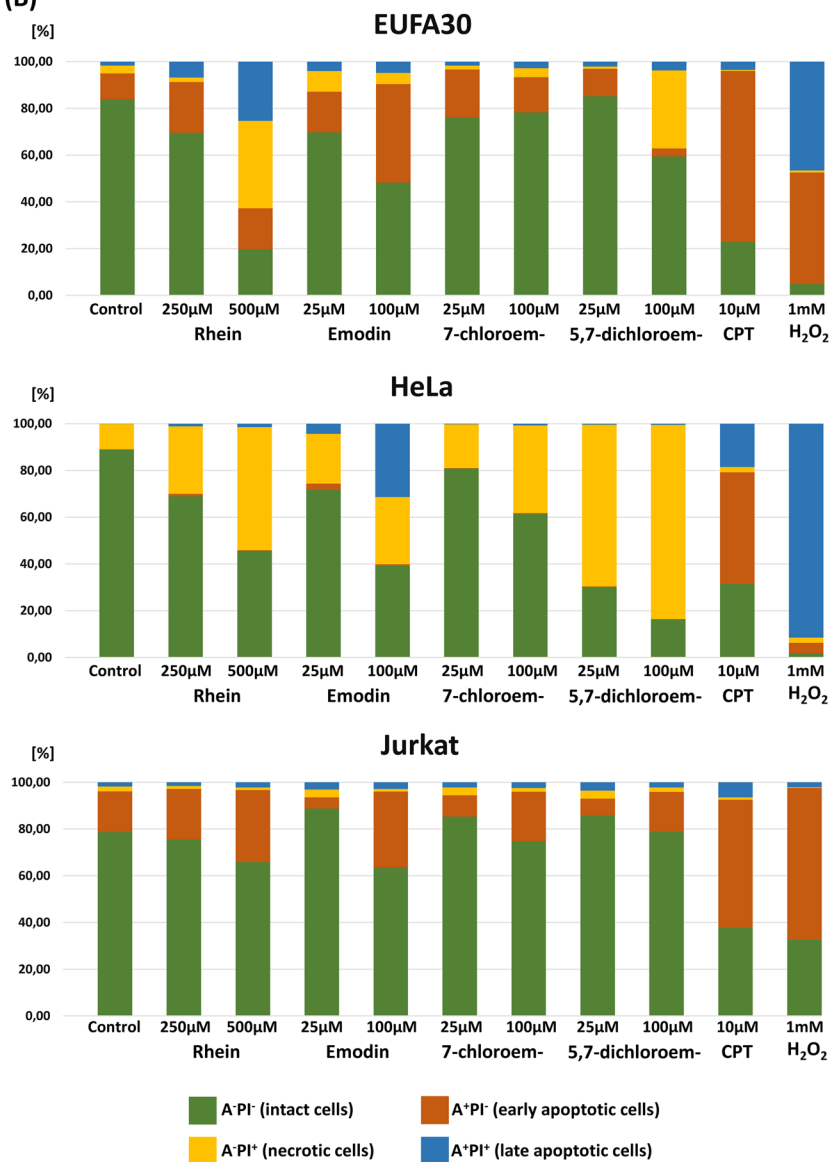 (B)
EUFA30
[%]
100,00
80,00
60,00
40,00
20,00
0,00
Control 250µM 500µM 25µM 100µM 25µM 100µM 25µM 100µM 10µM 1mM
Rhein Emodin 7-chloroem- 5,7-dichloroem- CPT H₂O₂
HeLa
[%]
100,00
80,00
60,00
40,00
20,00
0,00
Control 250µM 500µM 25µM 100µM 25µM 100µM 25µM 100µM 10µM 1mM
Rhein Emodin 7-chloroem- 5,7-dichloroem- CPT H₂O₂
Jurkat
[%]
100,00
80,00
60,00
40,00
20,00
0,00
Control 250µM 500µM 25µM 100µM 25µM 100µM 25µM 100µM 10µM 1mM
Rhein Emodin 7-chloroem- 5,7-dichloroem- CPT H₂O₂
A⁻PI⁻ (intact cells) A⁺PI⁻ (early apoptotic cells)
A⁻PI⁺ (necrotic cells) A⁺PI⁺ (late apoptotic cells)